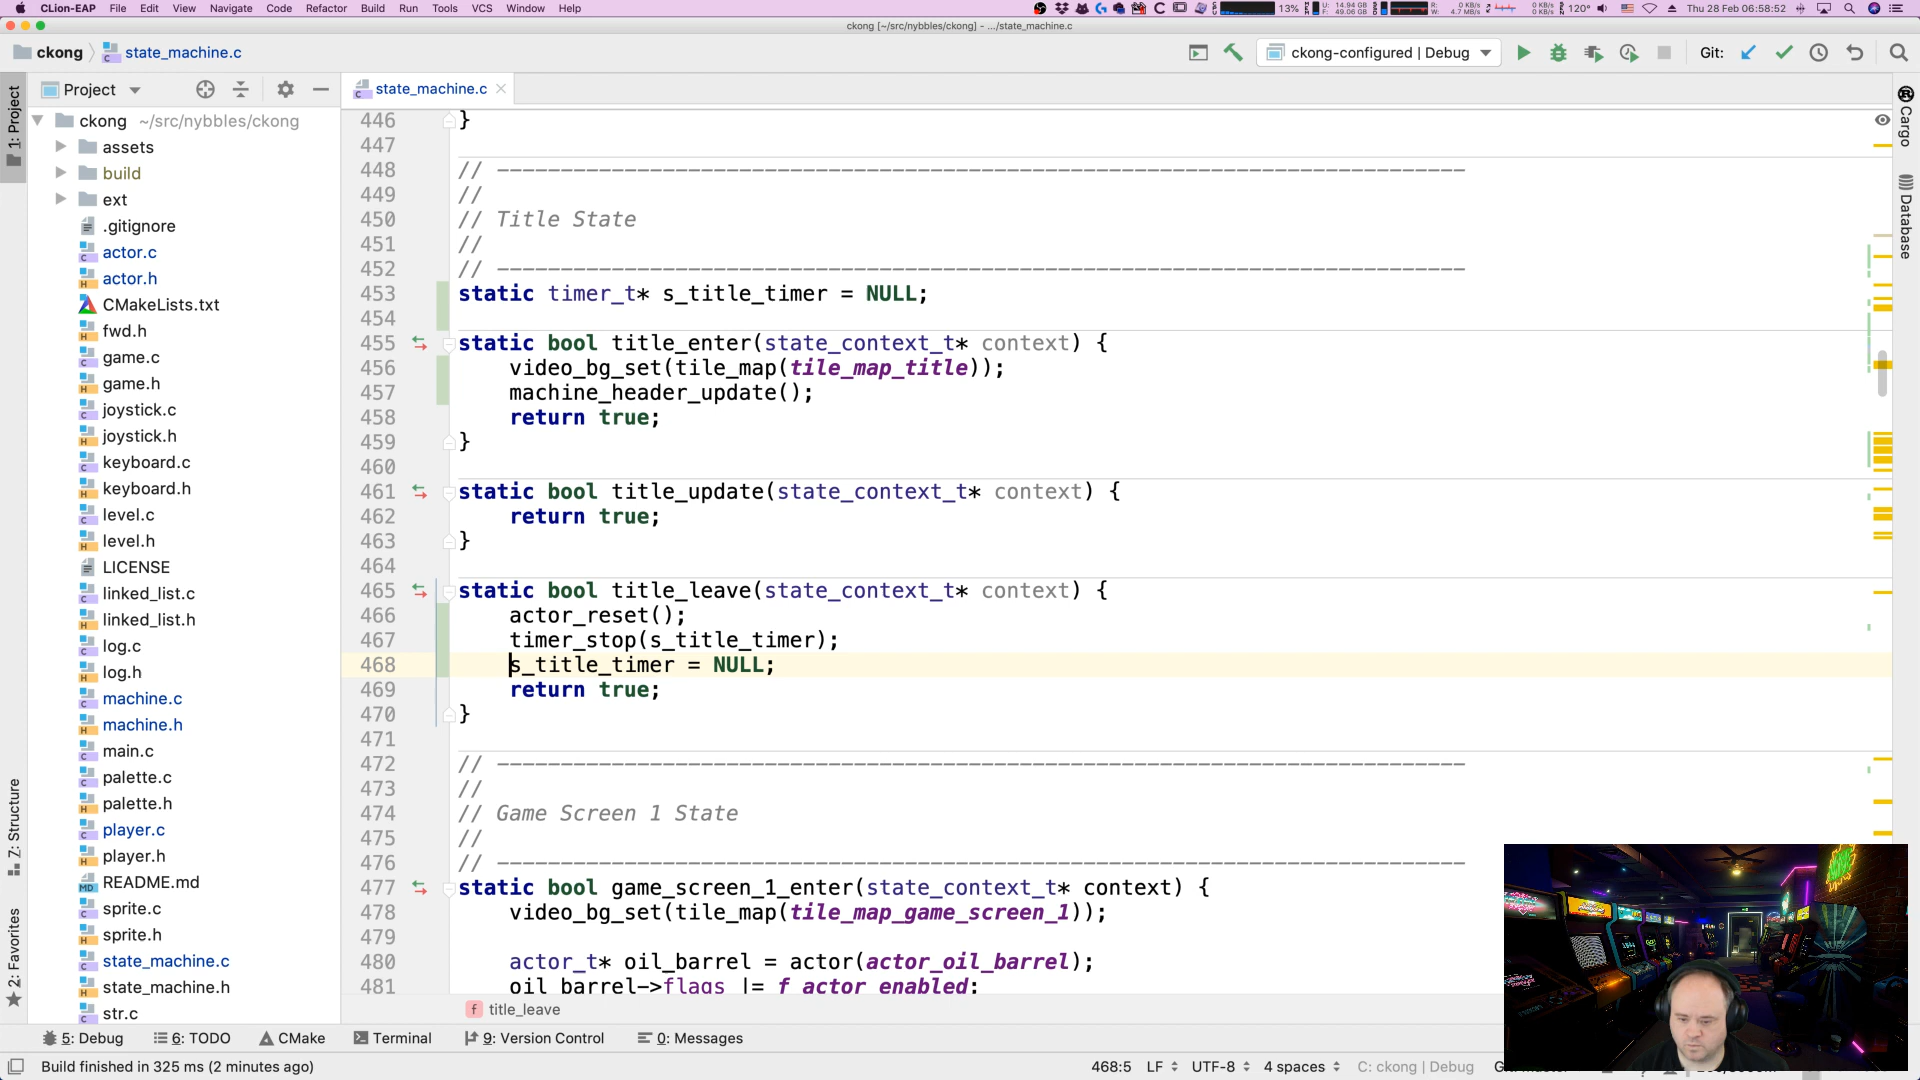 CLion-EAP File Edit View Navigate Code Refactor Build Run Tools VCS Window Help
13% 120° Thu 28 Feb 06:58:52
ckong [~/src/nybbles/ckong] - .../state_machine.c
ckong state_machine.c
ckong-configured | Debug Git:
Project
state_machine.c
1: Project
Z: Structure
2: Favorites
Cargo
Database
ckong ~/src/nybbles/ckong
assets
build
ext
.gitignore
actor.c
actor.h
CMakeLists.txt
fwd.h
game.c
game.h
joystick.c
joystick.h
keyboard.c
keyboard.h
level.c
level.h
LICENSE
linked_list.c
linked_list.h
log.c
log.h
machine.c
machine.h
main.c
palette.c
palette.h
player.c
player.h
README.md
sprite.c
sprite.h
state_machine.c
state_machine.h
str.c
446 }
447
448 // ----------------------------------------------------------------------------
449 //
450 // Title State
451 //
452 // ----------------------------------------------------------------------------
453 static timer_t* s_title_timer = NULL;
454
455 static bool title_enter(state_context_t* context) {
456 video_bg_set(tile_map(tile_map_title));
457 machine_header_update();
458 return true;
459 }
460
461 static bool title_update(state_context_t* context) {
462 return true;
463 }
464
465 static bool title_leave(state_context_t* context) {
466 actor_reset();
467 timer_stop(s_title_timer);
468 s_title_timer = NULL;
469 return true;
470 }
471
472 // ----------------------------------------------------------------------------
473 //
474 // Game Screen 1 State
475 //
476 // ----------------------------------------------------------------------------
477 static bool game_screen_1_enter(state_context_t* context) {
478 video_bg_set(tile_map(tile_map_game_screen_1));
479
480 actor_t* oil_barrel = actor(actor_oil_barrel);
481 oil_barrel->flags |= f_actor_enabled;
f title_leave
5: Debug 6: TODO CMake Terminal 9: Version Control 0: Messages
Build finished in 325 ms (2 minutes ago)
468:5 LF UTF-8 4 spaces C: ckong | Debug